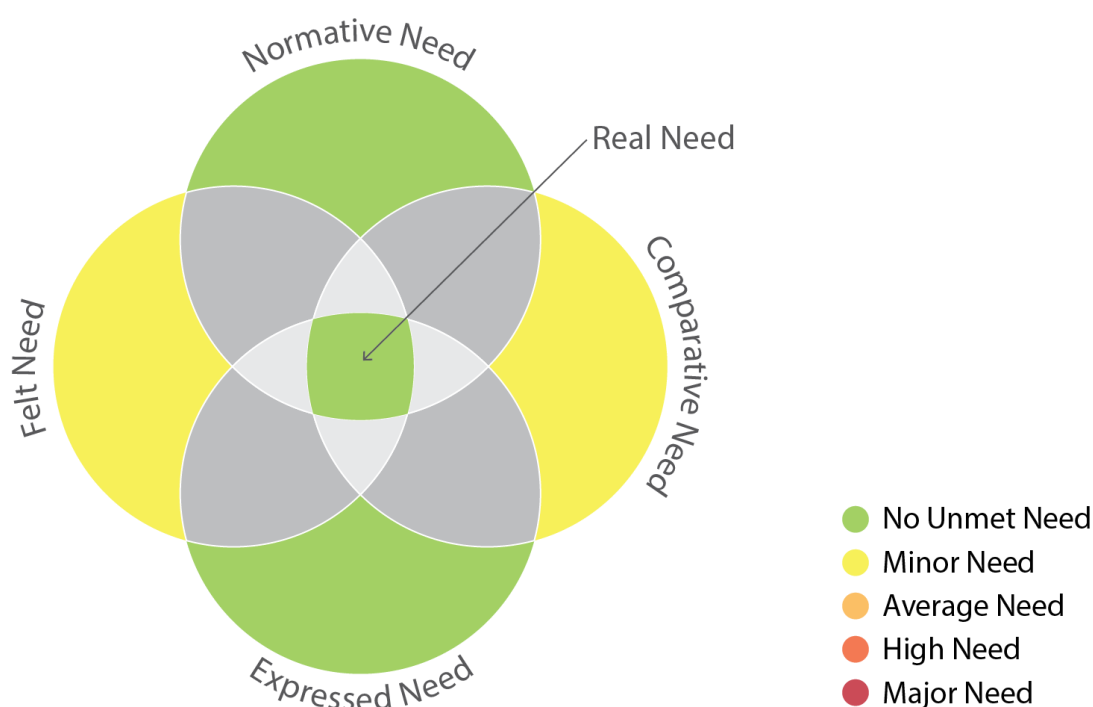 Normative Need
Real Need
Comparative Need
Felt Need
Expressed Need
No Unmet Need
Minor Need
Average Need
High Need
Major Need